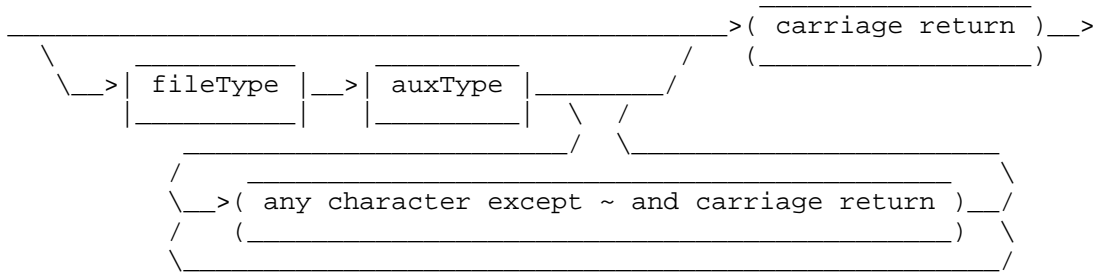 carriage return
fileType auxType
any character except ~ and carriage return